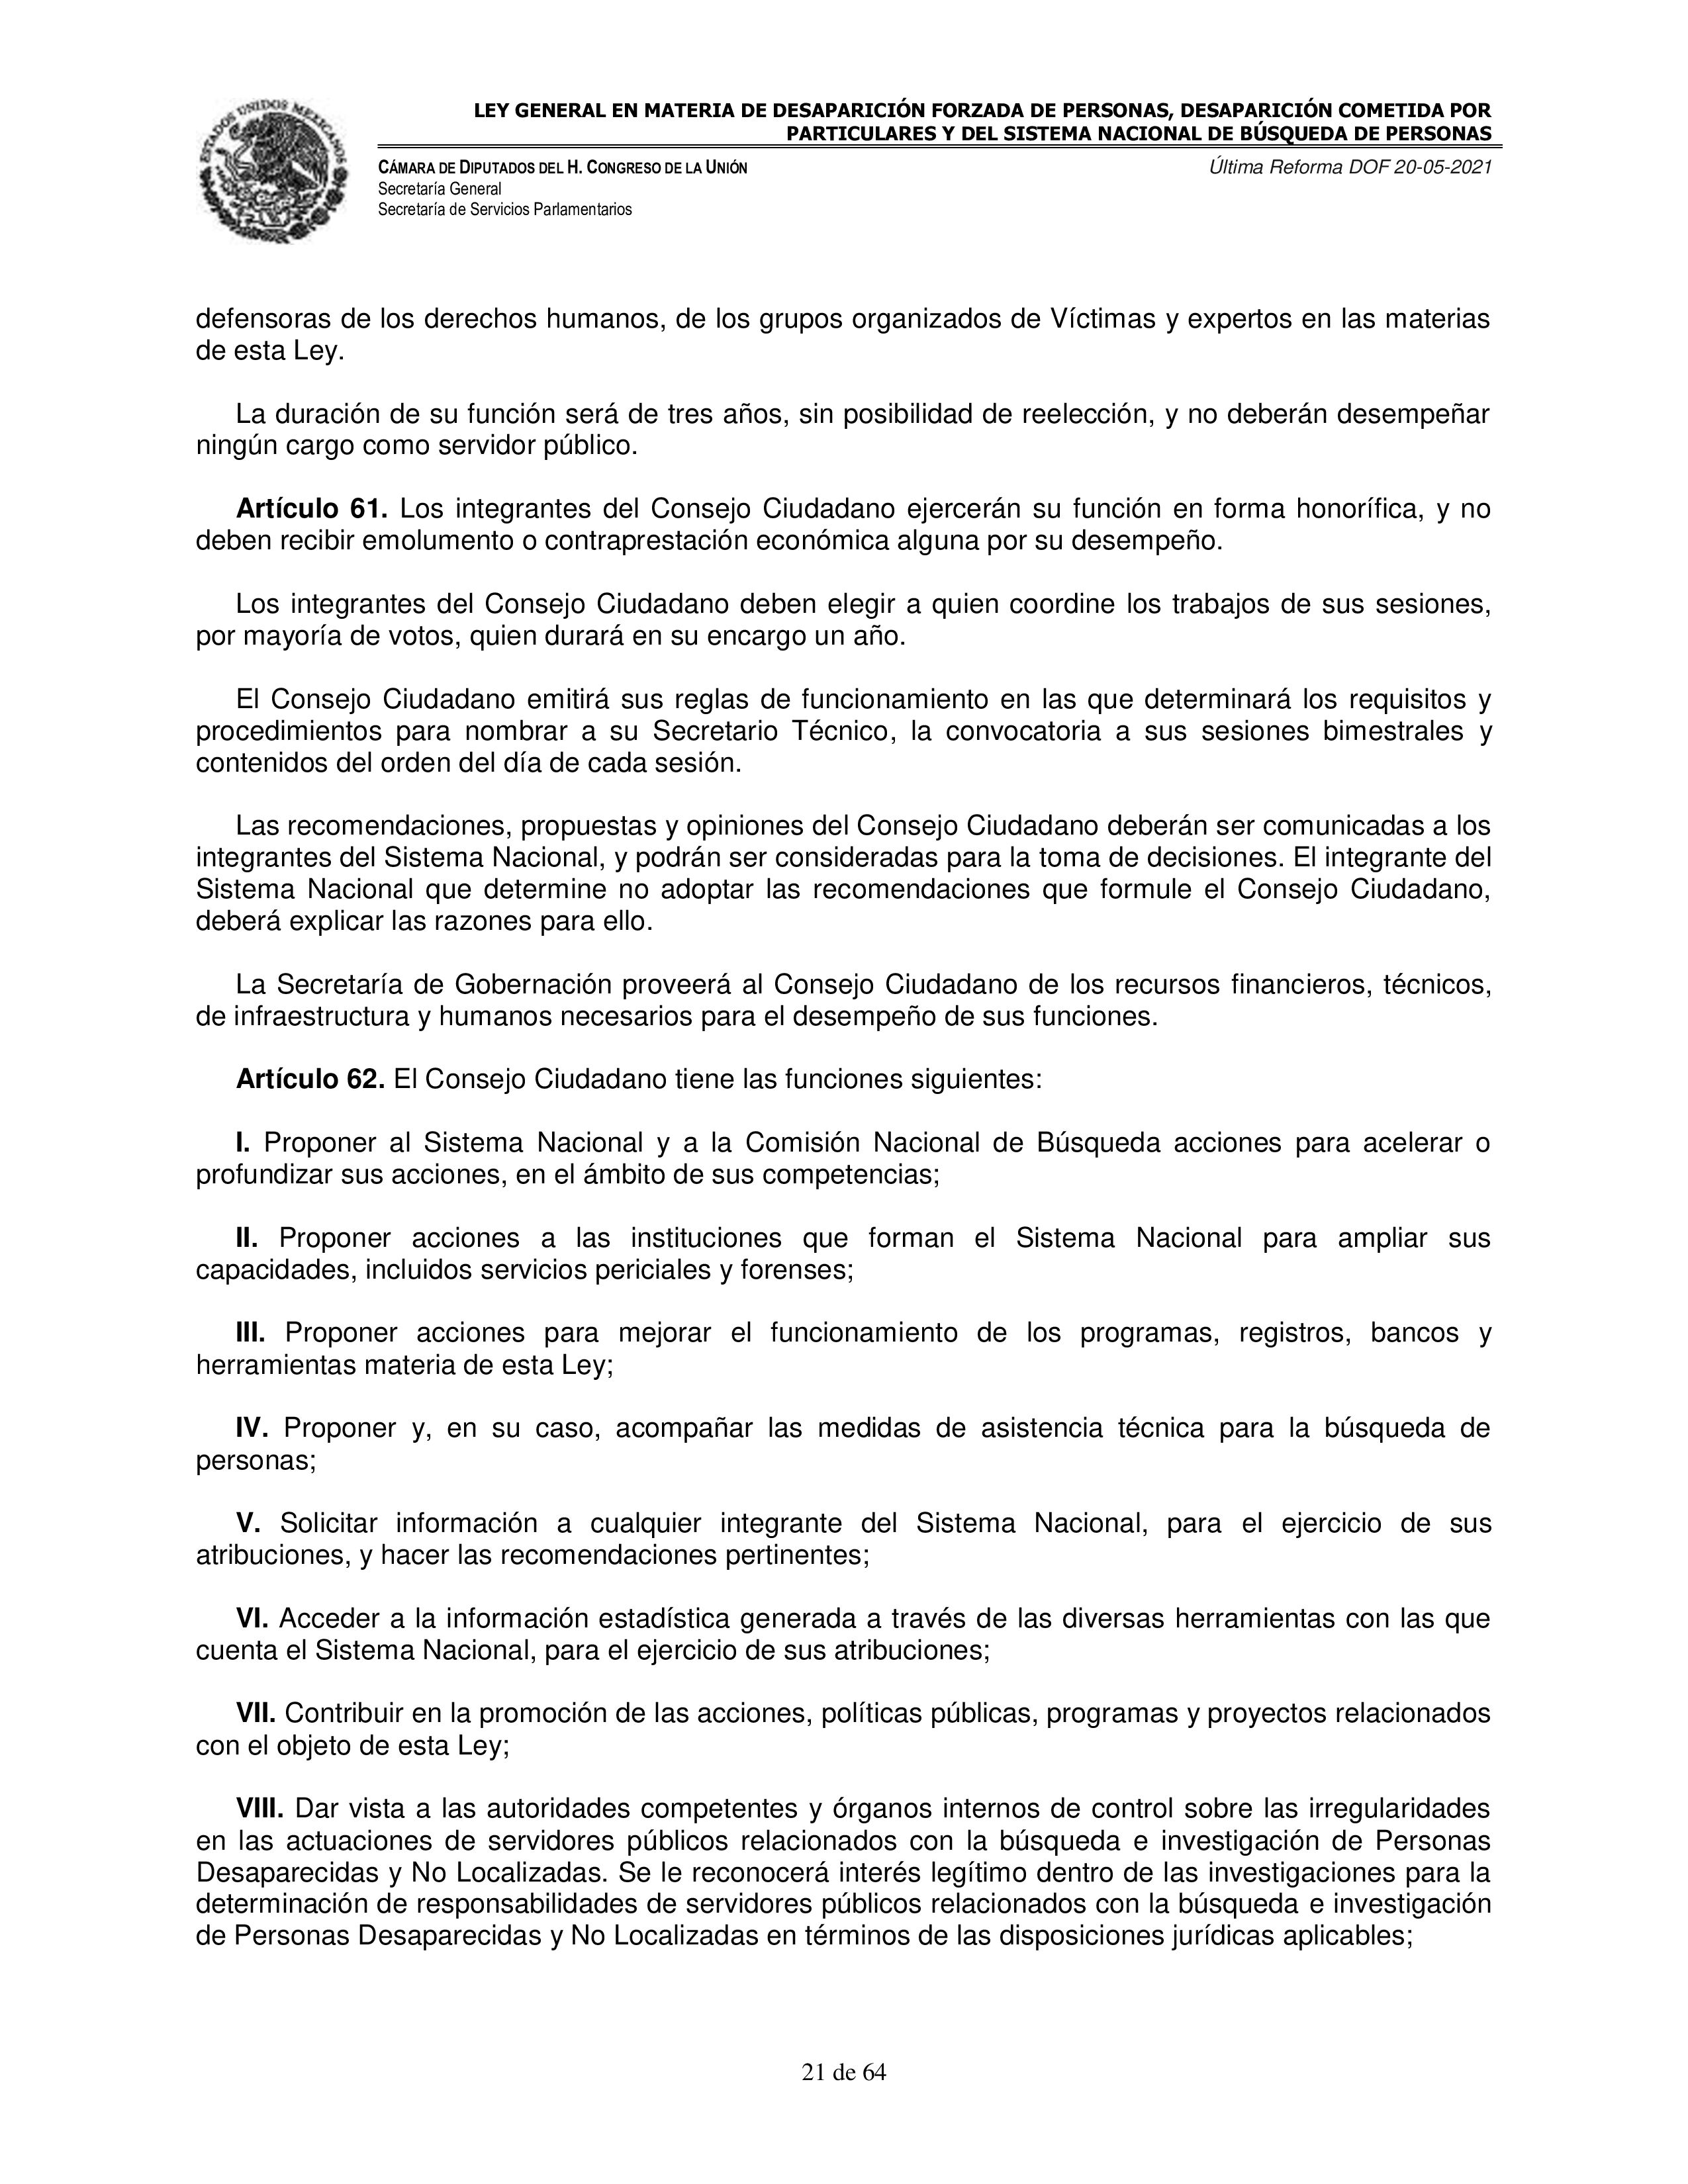 ESTADOS UNIDOS MEXICANOS
LEY GENERAL EN MATERIA DE DESAPARICIÓN FORZADA DE PERSONAS, DESAPARICIÓN COMETIDA POR
PARTICULARES Y DEL SISTEMA NACIONAL DE BÚSQUEDA DE PERSONAS
CÁMARA DE DIPUTADOS DEL H. CONGRESO DE LA UNIÓN
Última Reforma DOF 20-05-2021
Secretaría General
Secretaría de Servicios Parlamentarios
defensoras de los derechos humanos, de los grupos organizados de Víctimas y expertos en las materias
de esta Ley.
La duración de su función será de tres años, sin posibilidad de reelección, y no deberán desempeñar
ningún cargo como servidor público.
Artículo 61. Los integrantes del Consejo Ciudadano ejercerán su función en forma honorífica, y no
deben recibir emolumento o contraprestación económica alguna por su desempeño.
Los integrantes del Consejo Ciudadano deben elegir a quien coordine los trabajos de sus sesiones,
por mayoría de votos, quien durará en su encargo un año.
El Consejo Ciudadano emitirá sus reglas de funcionamiento en las que determinará los requisitos y
procedimientos para nombrar a su Secretario Técnico, la convocatoria a sus sesiones bimestrales y
contenidos del orden del día de cada sesión.
Las recomendaciones, propuestas y opiniones del Consejo Ciudadano deberán ser comunicadas a los
integrantes del Sistema Nacional, y podrán ser consideradas para la toma de decisiones. El integrante del
Sistema Nacional que determine no adoptar las recomendaciones que formule el Consejo Ciudadano,
deberá explicar las razones para ello.
La Secretaría de Gobernación proveerá al Consejo Ciudadano de los recursos financieros, técnicos,
de infraestructura y humanos necesarios para el desempeño de sus funciones.
Artículo 62. El Consejo Ciudadano tiene las funciones siguientes:
I. Proponer al Sistema Nacional y a la Comisión Nacional de Búsqueda acciones para acelerar o
profundizar sus acciones, en el ámbito de sus competencias;
II. Proponer acciones a las instituciones que forman el Sistema Nacional para ampliar sus
capacidades, incluidos servicios periciales y forenses;
III. Proponer acciones para mejorar el funcionamiento de los programas, registros, bancos y
herramientas materia de esta Ley;
IV. Proponer y, en su caso, acompañar las medidas de asistencia técnica para la búsqueda de
personas;
V. Solicitar información a cualquier integrante del Sistema Nacional, para el ejercicio de sus
atribuciones, y hacer las recomendaciones pertinentes;
VI. Acceder a la información estadística generada a través de las diversas herramientas con las que
cuenta el Sistema Nacional, para el ejercicio de sus atribuciones;
VII. Contribuir en la promoción de las acciones, políticas públicas, programas y proyectos relacionados
con el objeto de esta Ley;
VIII. Dar vista a las autoridades competentes y órganos internos de control sobre las irregularidades
en las actuaciones de servidores públicos relacionados con la búsqueda e investigación de Personas
Desaparecidas y No Localizadas. Se le reconocerá interés legítimo dentro de las investigaciones para la
determinación de responsabilidades de servidores públicos relacionados con la búsqueda e investigación
de Personas Desaparecidas y No Localizadas en términos de las disposiciones jurídicas aplicables;
21 de 64